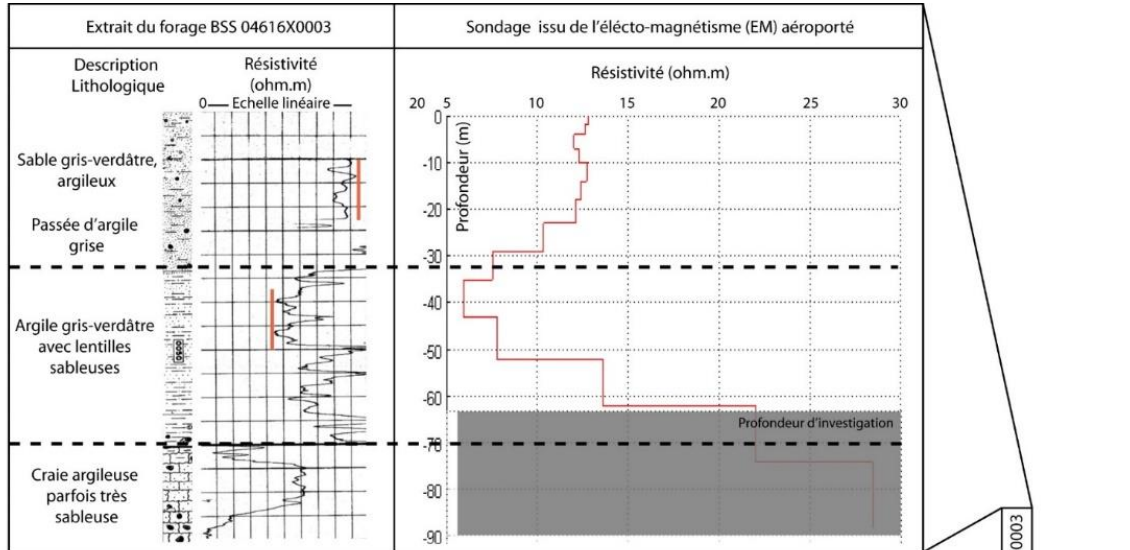 Extrait du forage BSS 04616X0003
Sondage issu de l'élécto-magnétisme (EM) aéroporté
Description
Lithologique
Résistivité
(ohm.m)
0 Echelle linéaire 20
Résistivité (ohm.m)
5 10 15 20 25 30
Profondeur (m)
0
-10
-20
-30
-40
-50
-60
-70
-80
-90
Sable gris-verdâtre,
argileux
Passée d'argile
grise
Argile gris-verdâtre
avec lentilles
sableuses
Craie argileuse
parfois très
sableuse
Profondeur d'investigation
0003